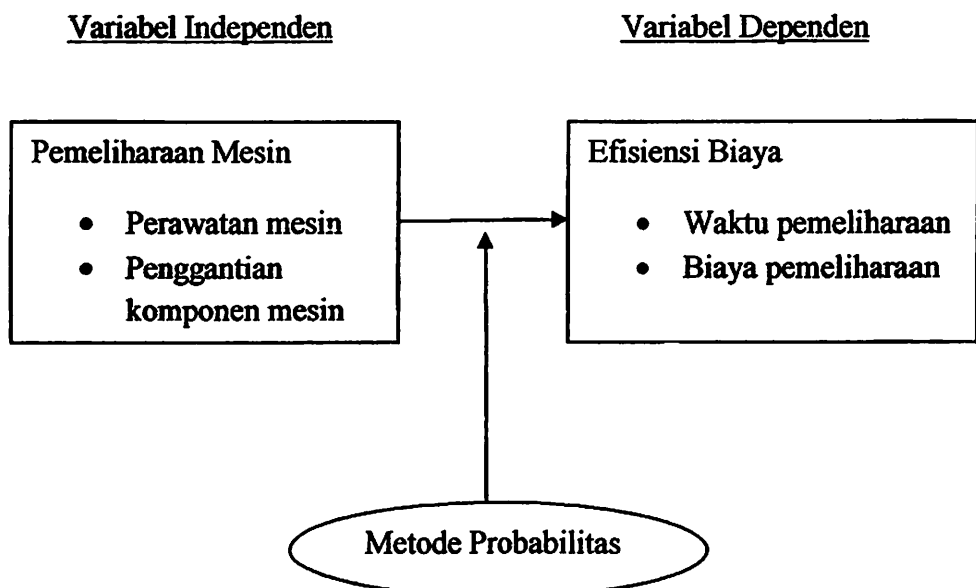 Variabel Independen
Variabel Dependen
Pemeliharaan Mesin
• Perawatan mesin
• Penggantian
komponen mesin
Efisiensi Biaya
• Waktu pemeliharaan
• Biaya pemeliharaan
Metode Probabilitas